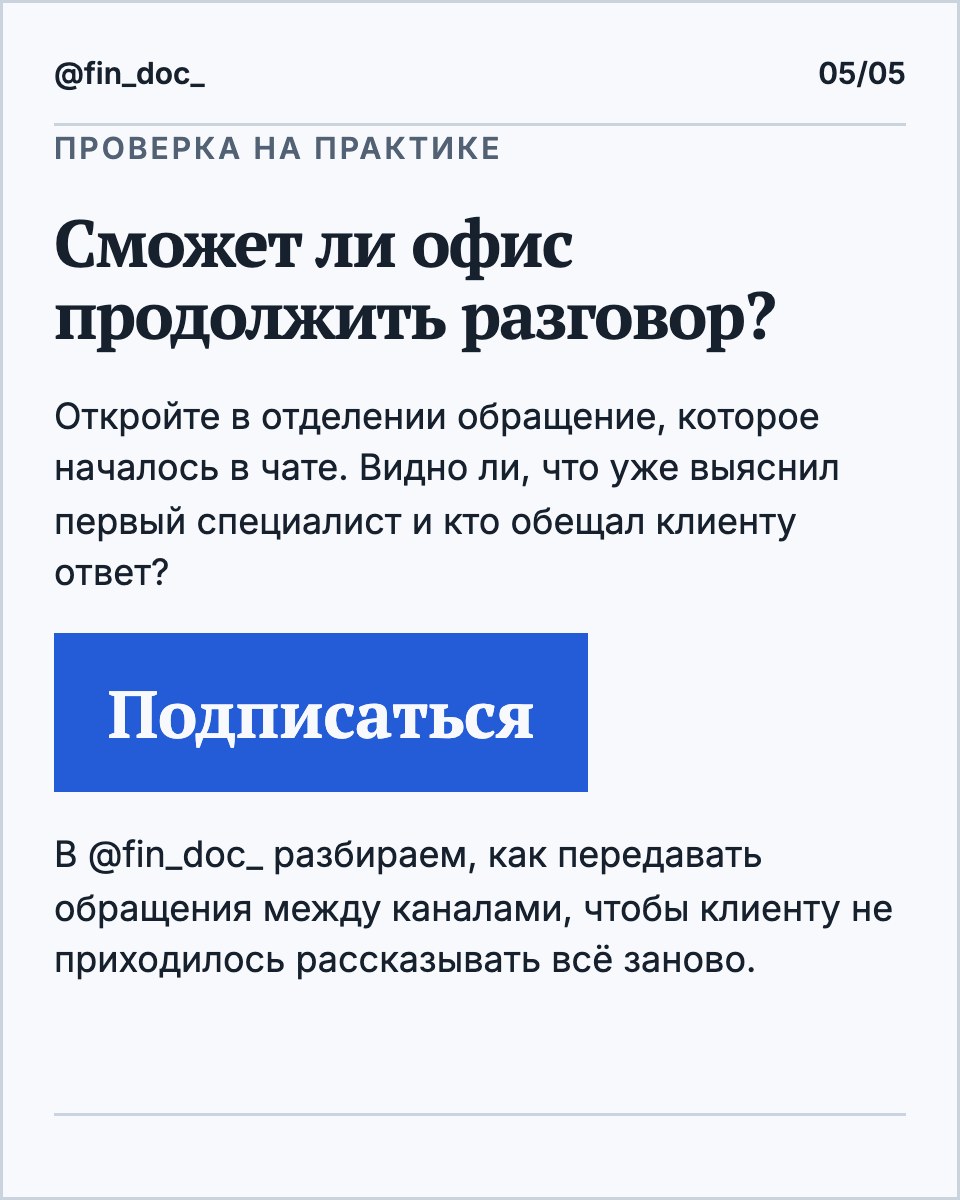 @fin_doc_
05/05
ПРОВЕРКА НА ПРАКТИКЕ
Сможет ли офис
продолжить разговор?
Откройте в отделении обращение, которое
началось в чате. Видно ли, что уже выяснил
первый специалист и кто обещал клиенту
ответ?
Подписаться
В @fin_doc_ разбираем, как передавать
обращения между каналами, чтобы клиенту не
приходилось рассказывать всё заново.